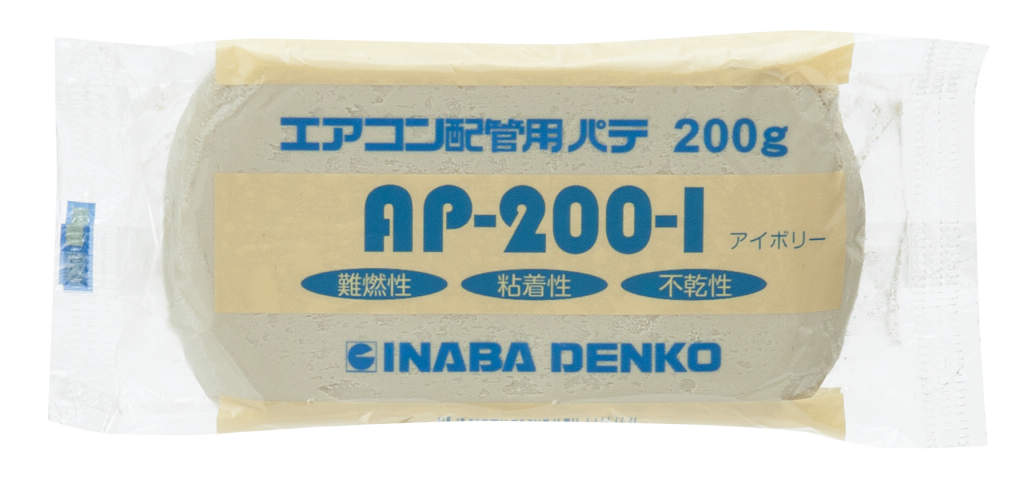 エアコン配管用パテ 200g
AP-200-I アイボリー
難燃性 粘着性 不乾性
INABA DENKO